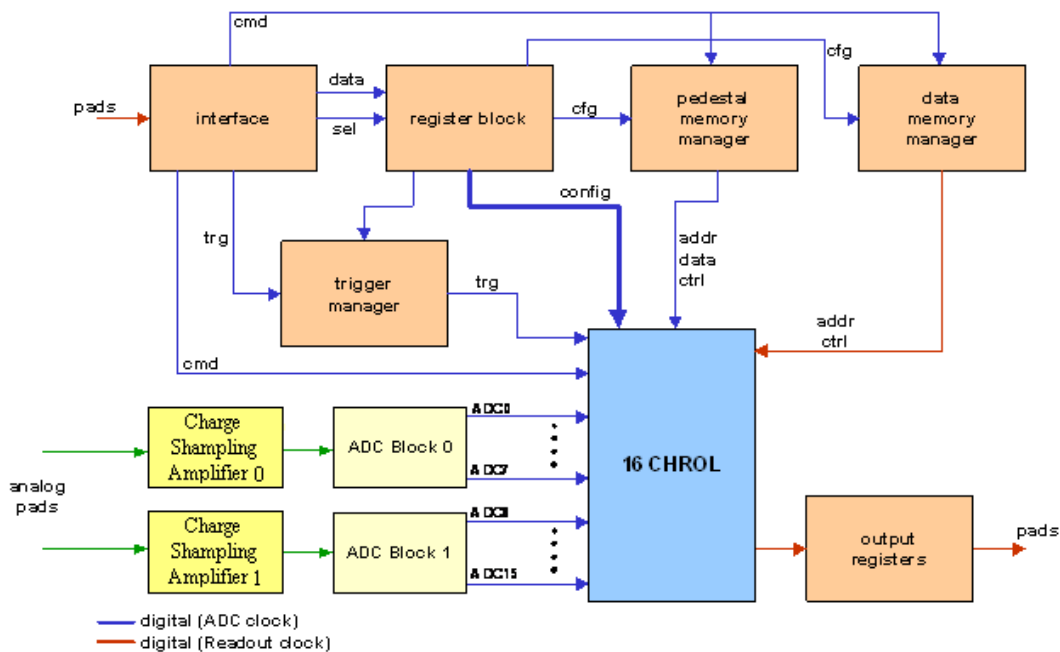 cmd
cfg
data
pads
interface
sel
register block
cfg
pedestal
memory
manager
data
memory
manager
config
trg
addr
data
ctrl
trigger
manager
trg
addr
ctrl
cmd
Charge
Shampling
Amplifier 0
ADC Block 0
ADC0
ADC7
16 CHROL
analog
pads
Charge
Shampling
Amplifier 1
ADC Block 1
ADC8
ADC15
output
registers
pads
digital (ADC clock)
digital (Readout clock)